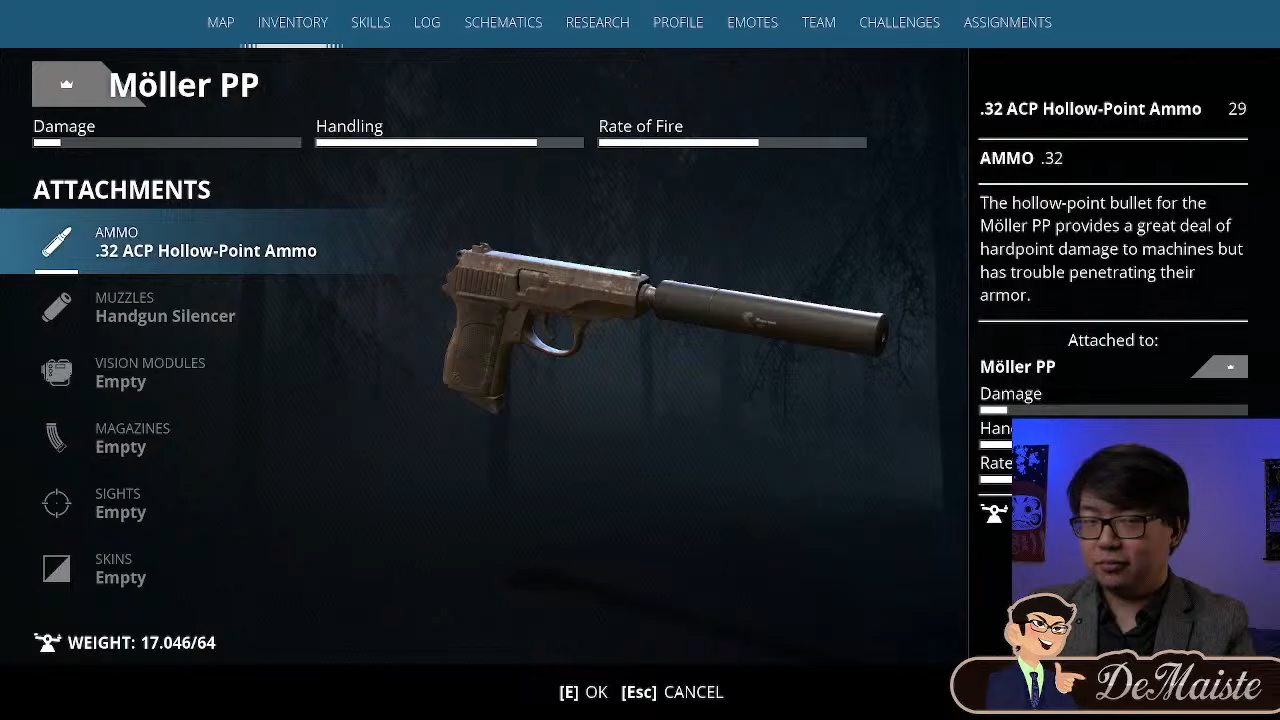 MAP INVENTORY SKILLS LOG SCHEMATICS RESEARCH PROFILE EMOTES TEAM CHALLENGES ASSIGNMENTS
Möller PP
Damage Handling Rate of Fire
ATTACHMENTS
AMMO
.32 ACP Hollow-Point Ammo
MUZZLES
Handgun Silencer
VISION MODULES
Empty
MAGAZINES
Empty
SIGHTS
Empty
SKINS
Empty
WEIGHT: 17.046/64
.32 ACP Hollow-Point Ammo 29
AMMO .32
The hollow-point bullet for the
Möller PP provides a great deal of
hardpoint damage to machines but
has trouble penetrating their
armor.
Attached to:
Möller PP
Damage
Han
Rate
[E] OK [Esc] CANCEL
DeMaiste